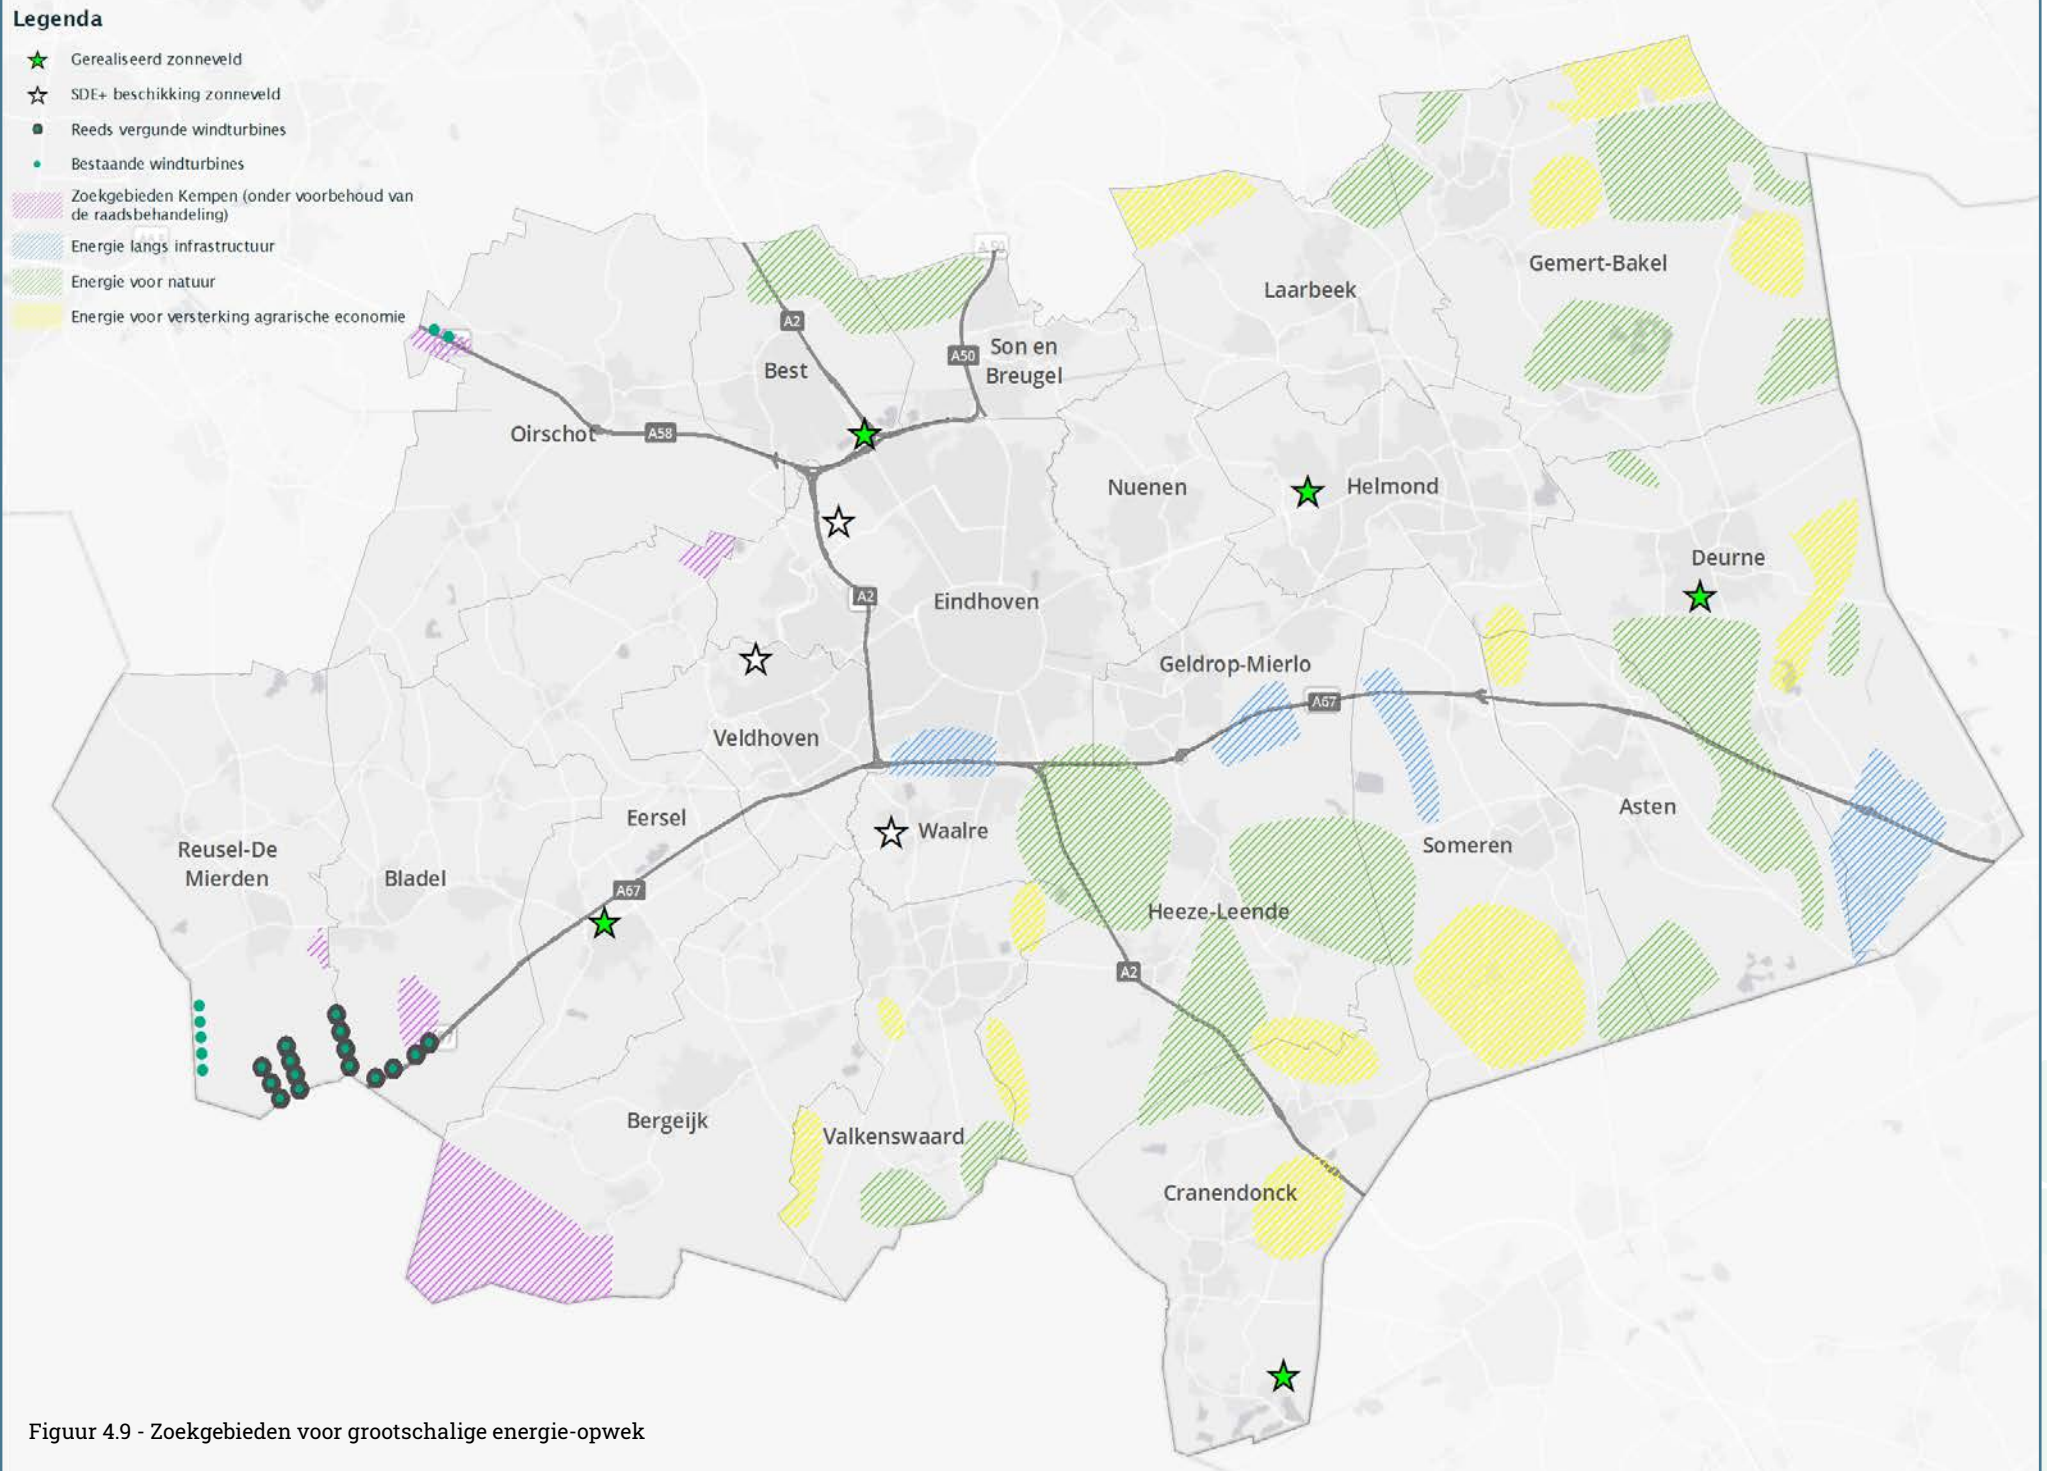 Legenda
Gerealiseerd zonneveld
SDE+ beschikking zonneveld
Reeds vergunde windturbines
Bestaande windturbines
Zoekgebieden Kempen (onder voorbehoud van
de raadsbehandeling)
Energie langs infrastructuur
Energie voor natuur
Energie voor versterking agrarische economie
A 50
Gemert-Bakel
Laarbeek
A2
Son en
Breugel
A50
Best
Oirschot
A58
Nuenen
Helmond
Deurne
A2
Eindhoven
Geldrop-Mierlo
A67
Veldhoven
Asten
Eersel
Waalre
Someren
Reusel-De
Mierden
Bladel
A67
Heeze-Leende
A2
Bergeijk
Valkenswaard
Cranendonck
Figuur 4.9 - Zoekgebieden voor grootschalige energie-opwek